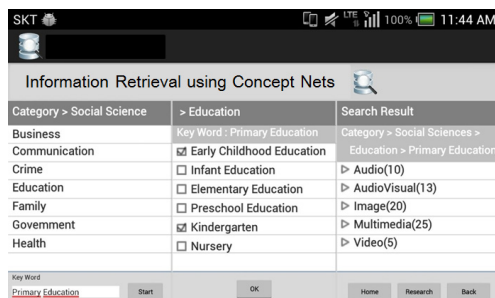 SKT LTE 100% 11:44 AM
Information Retrieval using Concept Nets
Category > Social Science
Business
Communication
Crime
Education
Family
Government
Health
Key Word
Primary Education Start
> Education
Key Word : Primary Education
Early Childhood Education
Infant Education
Elementary Education
Preschool Education
Kindergarten
Nursery
OK
Search Result
Category > Social Sciences >
Education > Primary Education
Audio(10)
AudioVisual(13)
Image(20)
Multimedia(25)
Video(5)
Home Research Back